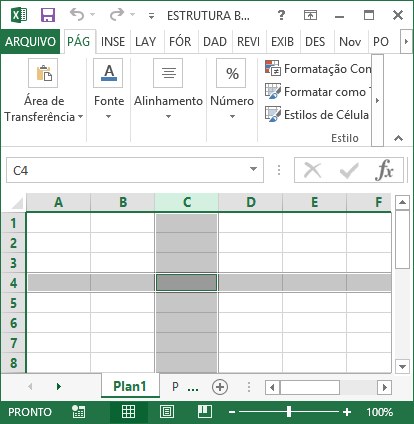 ESTRUTURA B...
ARQUIVO PÁG INSE LAY FÓR DAD REVI EXIB DES Nov PO
Área de Transferência
Fonte
Alinhamento
%
Número
Formatação Con
Formatar como T
Estilos de Célula
Estilo
C4
fx
A B C D E F
1
2
3
4
5
6
7
8
Plan1 P ...
PRONTO 100%